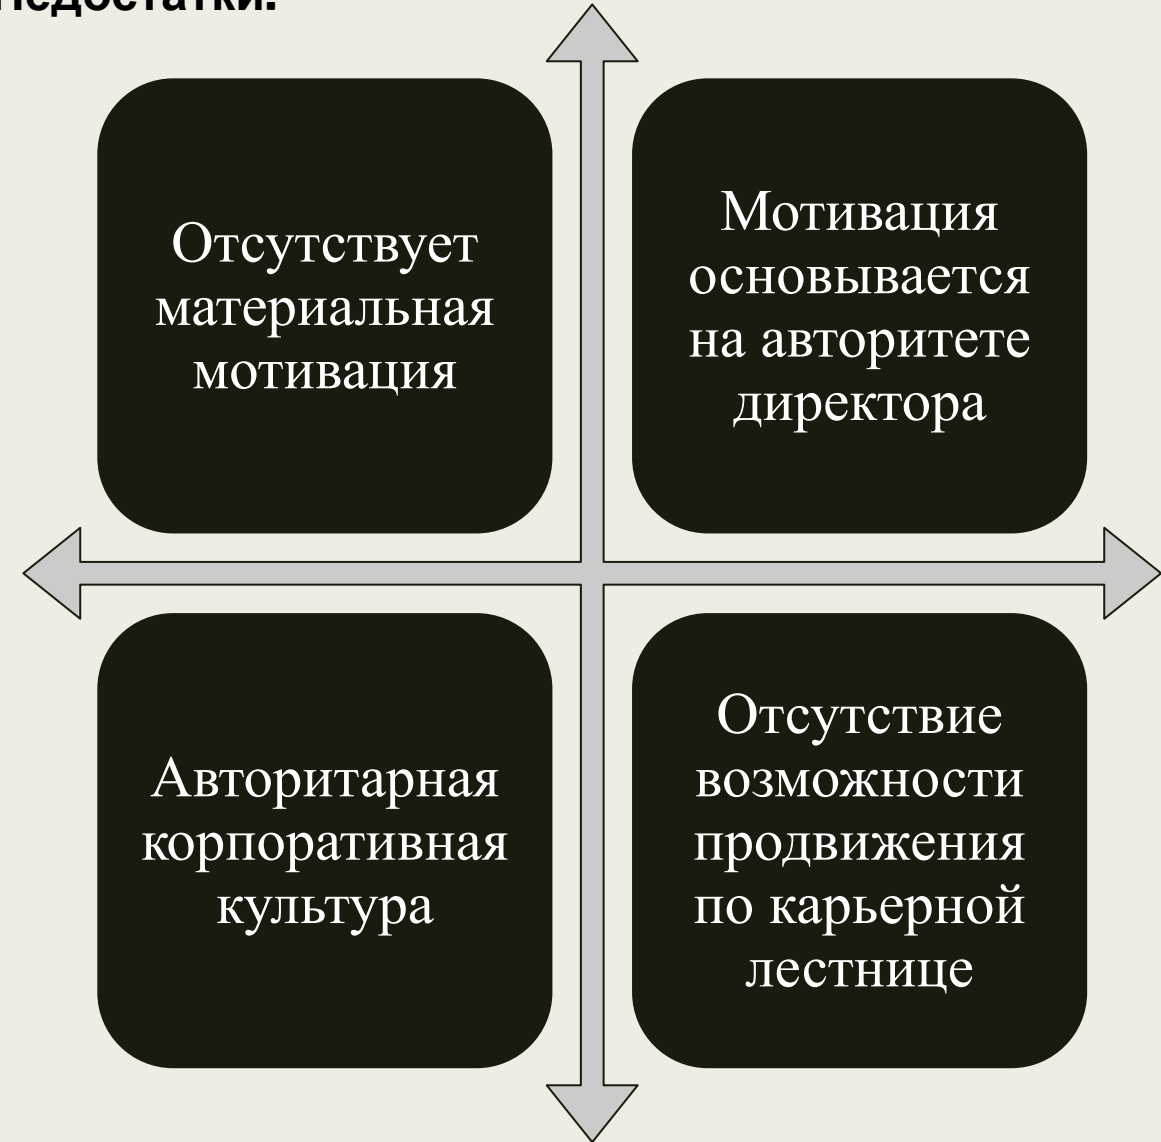 Недостатки:
Отсутствует
материальная
мотивация
Мотивация
основывается
на авторитете
директора
Авторитарная
корпоративная
культура
Отсутствие
возможности
продвижения
по карьерной
лестнице